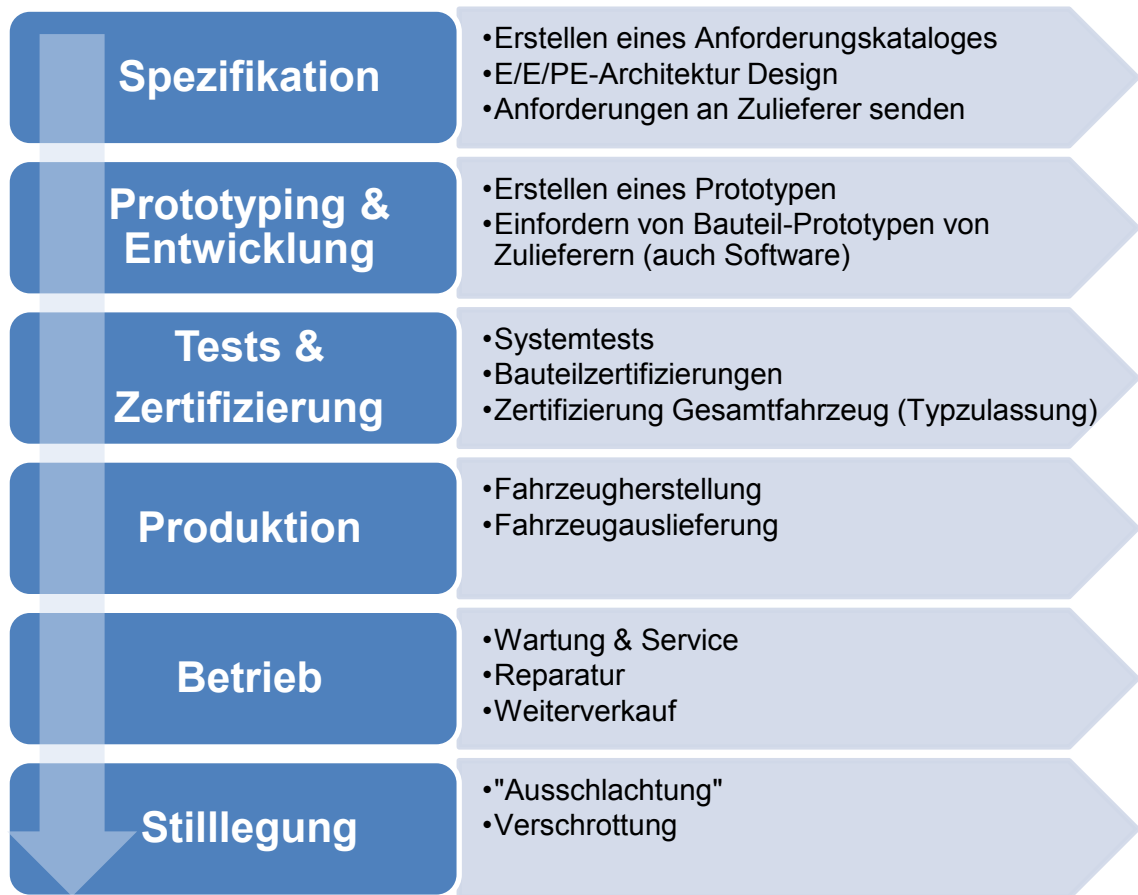 Spezifikation
•Erstellen eines Anforderungskataloges
•E/E/PE-Architektur Design
•Anforderungen an Zulieferer senden
Prototyping &
Entwicklung
•Erstellen eines Prototypen
•Einfordern von Bauteil-Prototypen von
Zulieferern (auch Software)
Tests &
Zertifizierung
•Systemtests
•Bauteilzertifizierungen
•Zertifizierung Gesamtfahrzeug (Typzulassung)
Produktion
•Fahrzeugherstellung
•Fahrzeugauslieferung
Betrieb
•Wartung & Service
•Reparatur
•Weiterverkauf
Stilllegung
•"Ausschlachtung"
•Verschrottung